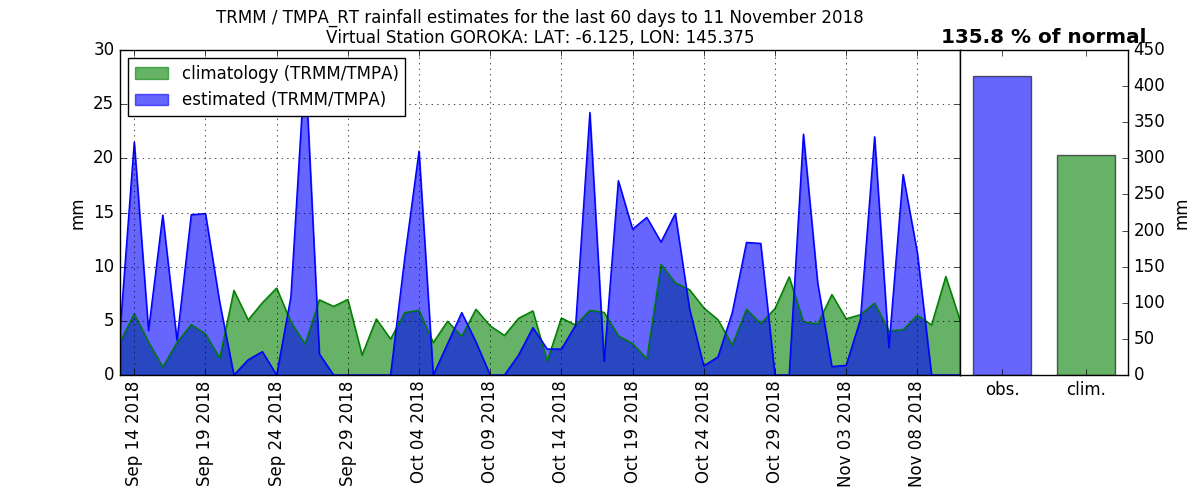 TRMM / TMPA_RT rainfall estimates for the last 60 days to 11 November 2018
Virtual Station GOROKA: LAT: -6.125, LON: 145.375
135.8 % of normal
climatology (TRMM/TMPA)
estimated (TRMM/TMPA)
30
25
20
15
10
5
0
mm
450
400
350
300
250
200
150
100
50
0
mm
Sep 14 2018
Sep 19 2018
Sep 24 2018
Sep 29 2018
Oct 04 2018
Oct 09 2018
Oct 14 2018
Oct 19 2018
Oct 24 2018
Oct 29 2018
Nov 03 2018
Nov 08 2018
obs.
clim.